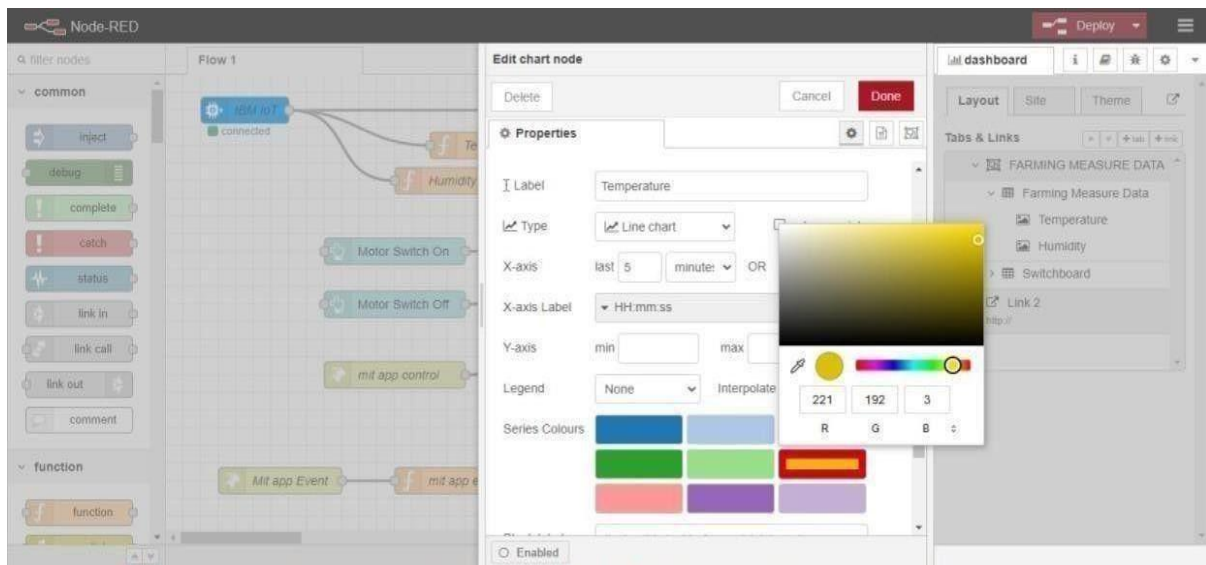 Node-RED
Deploy
filter nodes
common
inject
debug
complete
catch
status
link in
link call
link out
comment
function
function
Flow 1
IBM IoT
connected
Te
Humidity
Motor Switch On
Motor Switch Off
mit app control
Mit app Event
mit app e
Edit chart node
Delete
Cancel
Done
Properties
Label
Temperature
Type
Line chart
X-axis
last 5 minutes OR
X-axis Label
HH:mm:ss
Y-axis
min
max
Legend
None
Interpolate
Series Colours
221 192 3
R G B
Enabled
dashboard
Layout Site Theme
Tabs & Links
tab
link
FARMING MEASURE DATA
Farming Measure Data
Temperature
Humidity
Switchboard
Link 2
http://